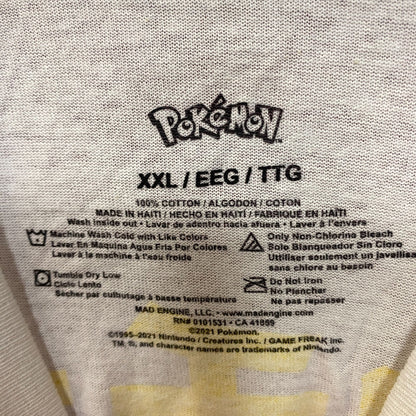 POKéMON
XXL / EEG / TTG
100% COTTON / ALGODON / COTON
MADE IN HAITI / HECHO EN HAITI / FABRIQUÉ EN HAÏTI
Wash inside out • Lavar de adentro hacia afuera • Laver à l'envers
Machine Wash Cold with Like Colors
Lavar En Maquina Agua Fria Por Colores
Laver à la machine à l'eau froide
Only Non-Chlorine Bleach
Solo Blanqueador Sin Cloro
Utiliser seulement un javellisant
sans chlore au besoin
Tumble Dry Low
Ciclo Lento
Sécher par culbutage à basse température
Do Not Iron
No Planchar
Ne pas repasser
MAD ENGINE, LLC. • www.madengine.com
RN# 0101531 • CA 41899
©2021 Pokémon.
©1995–2021 Nintendo / Creatures Inc. / GAME FREAK inc.
TM, ®, and character names are trademarks of Nintendo.